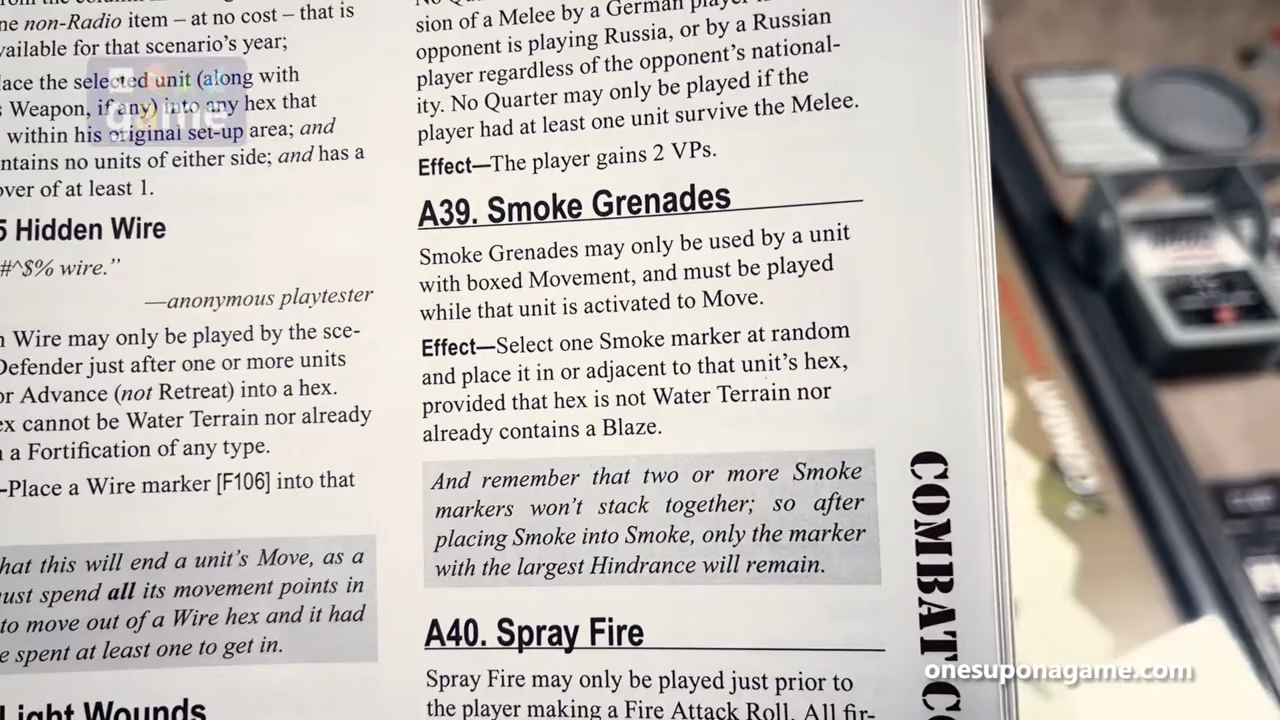 ne non-Radio item – at no cost – that is
vailable for that scenario's year;
lace the selected unit (along with
s Weapon, if any) into any hex that
within his original set-up area; and
ntains no units of either side; and has a
over of at least 1.
5 Hidden Wire
#^$% wire."
—anonymous playtester
n Wire may only be played by the sce-
Defender just after one or more units
or Advance (not Retreat) into a hex.
ex cannot be Water Terrain nor already
n a Fortification of any type.
—Place a Wire marker [F106] into that
hat this will end a unit's Move, as a
ust spend all its movement points in
to move out of a Wire hex and it had
e spent at least one to get in.
Light Wounds
sion of a Melee by a German player
opponent is playing Russia, or by a Russian
player regardless of the opponent's national-
ity. No Quarter may only be played if the
player had at least one unit survive the Melee.
Effect—The player gains 2 VPs.
A39. Smoke Grenades
Smoke Grenades may only be used by a unit
with boxed Movement, and must be played
while that unit is activated to Move.
Effect—Select one Smoke marker at random
and place it in or adjacent to that unit's hex,
provided that hex is not Water Terrain nor
already contains a Blaze.
And remember that two or more Smoke
markers won't stack together; so after
placing Smoke into Smoke, only the marker
with the largest Hindrance will remain.
A40. Spray Fire
Spray Fire may only be played just prior to
the player making a Fire Attack Roll. All fir-
COMBAT C
game
onesuponagame.com